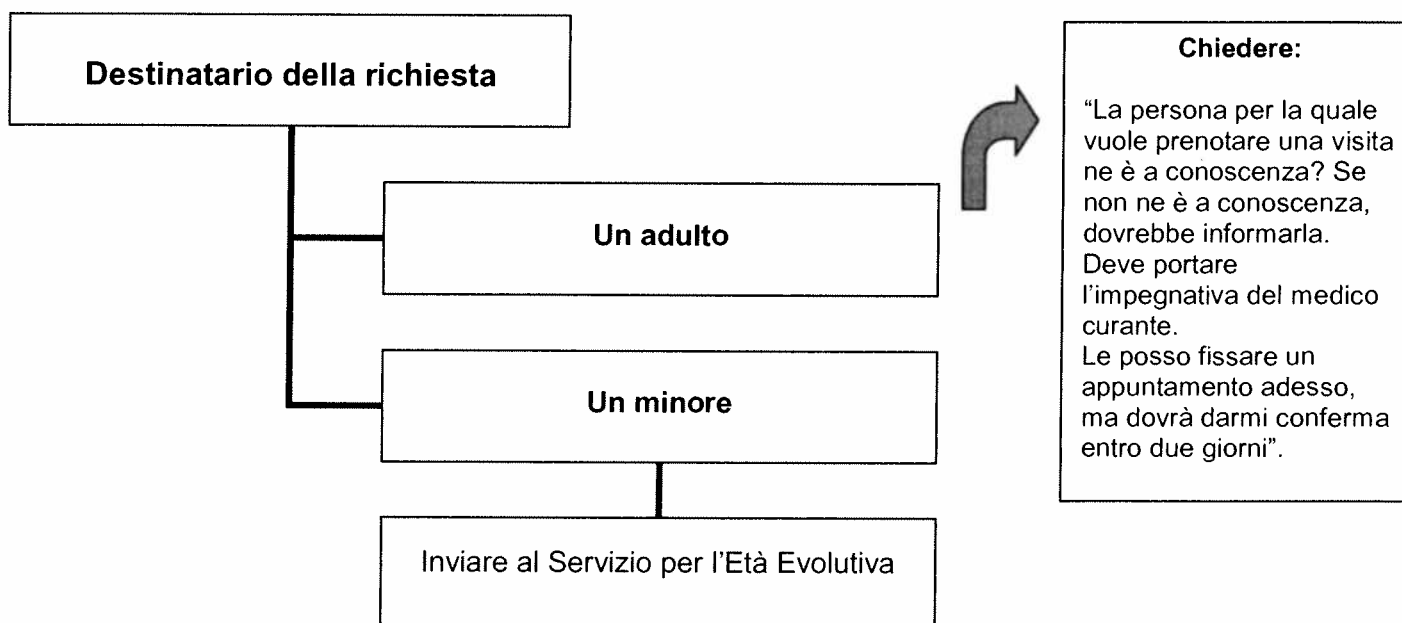 Destinatario della richiesta
Un adulto
Un minore
Inviare al Servizio per l'Età Evolutiva
Chiedere:
“La persona per la quale
vuole prenotare una visita
ne è a conoscenza? Se
non ne è a conoscenza,
dovrebbe informarla.
Deve portare
l'impegnativa del medico
curante.
Le posso fissare un
appuntamento adesso,
ma dovrà darmi conferma
entro due giorni”.